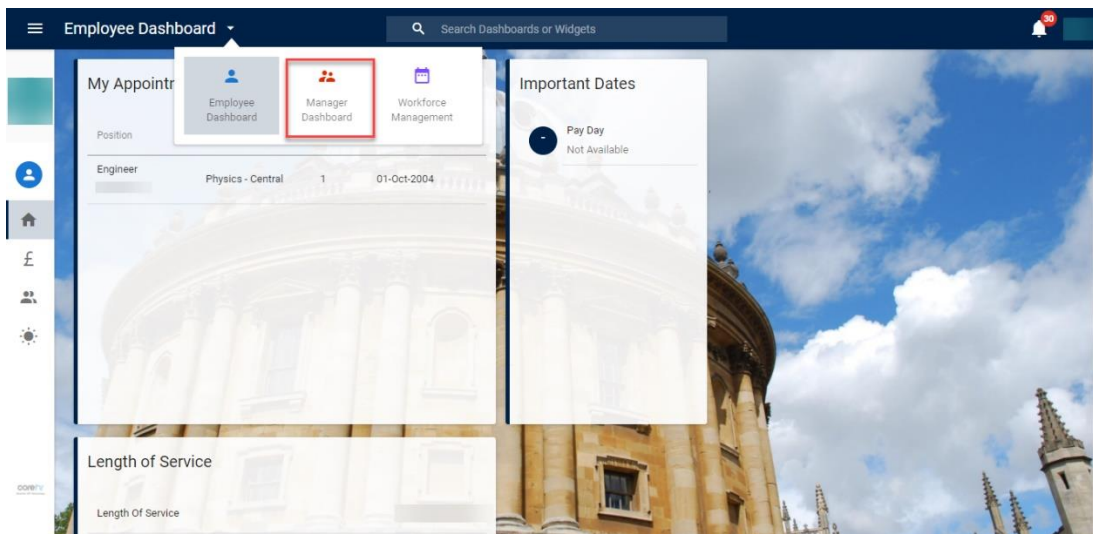 Employee Dashboard
Search Dashboards or Widgets
30
Employee
Dashboard
Manager
Dashboard
Workforce
Management
My Appointr
Position
Engineer
Physics - Central 1 01-Oct-2004
Important Dates
-
Pay Day
Not Available
£
Length of Service
Length Of Service